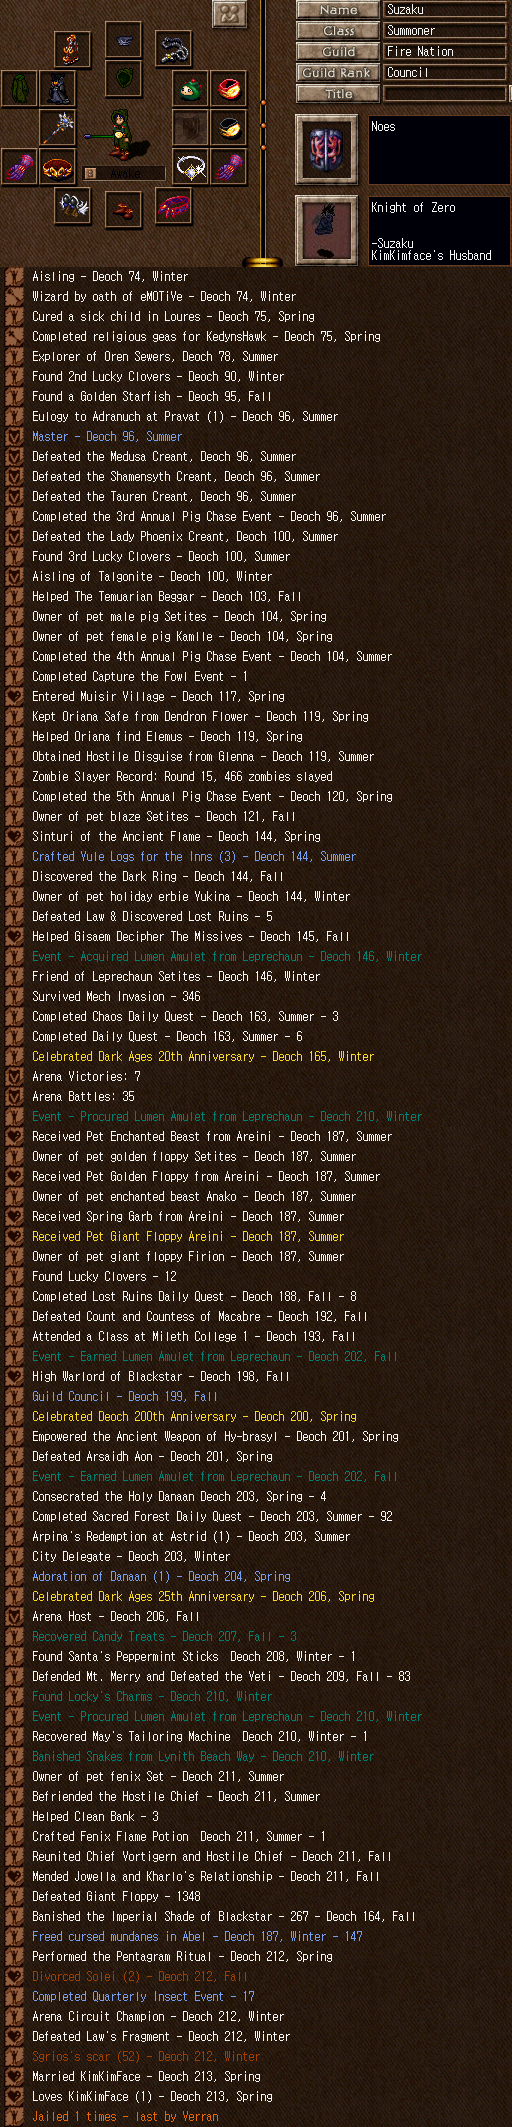 Name
Suzaku
Class
Summoner
Guild
Fire Nation
Guild Rank
Council
Title
Noes
Awake
Knight of Zero
-Suzaku
KimKimface's Husband
Aisling - Deoch 74, Winter
Wizard by oath of eMOTiVe - Deoch 74, Winter
Cured a sick child in Loures - Deoch 75, Spring
Completed religious geas for KedynsHawk - Deoch 75, Spring
Explorer of Oren Sewers, Deoch 78, Summer
Found 2nd Lucky Clovers - Deoch 90, Winter
Found a Golden Starfish - Deoch 95, Fall
Eulogy to Adranuch at Pravat (1) - Deoch 96, Summer
Master - Deoch 96, Summer
Defeated the Medusa Creant, Deoch 96, Summer
Defeated the Shamensyth Creant, Deoch 96, Summer
Defeated the Tauren Creant, Deoch 96, Summer
Completed the 3rd Annual Pig Chase Event - Deoch 96, Summer
Defeated the Lady Phoenix Creant, Deoch 100, Summer
Found 3rd Lucky Clovers - Deoch 100, Summer
Aisling of Talgonite - Deoch 100, Winter
Helped The Temuarian Beggar - Deoch 103, Fall
Owner of pet male pig Setites - Deoch 104, Spring
Owner of pet female pig Kamlle - Deoch 104, Spring
Completed the 4th Annual Pig Chase Event - Deoch 104, Summer
Completed Capture the Fowl Event - 1
Entered Muisir Village - Deoch 117, Spring
Kept Oriana Safe from Dendron Flower - Deoch 119, Spring
Helped Oriana find Elemus - Deoch 119, Spring
Obtained Hostile Disguise from Glenna - Deoch 119, Summer
Zombie Slayer Record: Round 15, 466 zombies slayed
Completed the 5th Annual Pig Chase Event - Deoch 120, Spring
Owner of pet blaze Setites - Deoch 121, Fall
Sinturi of the Ancient Flame - Deoch 144, Spring
Crafted Yule Logs for the Inns (3) - Deoch 144, Summer
Discovered the Dark Ring - Deoch 144, Fall
Owner of pet holiday erbie Yukina - Deoch 144, Winter
Defeated Law & Discovered Lost Ruins - 5
Helped Gisaem Decipher The Missives - Deoch 145, Fall
Event - Acquired Lumen Amulet from Leprechaun - Deoch 146, Winter
Friend of Leprechaun Setites - Deoch 146, Winter
Survived Mech Invasion - 346
Completed Chaos Daily Quest - Deoch 163, Summer - 3
Completed Daily Quest - Deoch 163, Summer - 6
Celebrated Dark Ages 20th Anniversary - Deoch 165, Winter
Arena Victories: 7
Arena Battles: 35
Event - Procured Lumen Amulet from Leprechaun - Deoch 210, Winter
Received Pet Enchanted Beast from Areini - Deoch 187, Summer
Owner of pet golden floppy Setites - Deoch 187, Summer
Received Pet Golden Floppy from Areini - Deoch 187, Summer
Owner of pet enchanted beast Anako - Deoch 187, Summer
Received Spring Garb from Areini - Deoch 187, Summer
Received Pet Giant Floppy Areini - Deoch 187, Summer
Owner of pet giant floppy Firion - Deoch 187, Summer
Found Lucky Clovers - 12
Completed Lost Ruins Daily Quest - Deoch 188, Fall - 8
Defeated Count and Countess of Macabre - Deoch 192, Fall
Attended a Class at Mileth College 1 - Deoch 193, Fall
Event - Earned Lumen Amulet from Leprechaun - Deoch 202, Fall
High Warlord of Blackstar - Deoch 198, Fall
Guild Council - Deoch 199, Fall
Celebrated Deoch 200th Anniversary - Deoch 200, Spring
Empowered the Ancient Weapon of Hy-brasyl - Deoch 201, Spring
Defeated Arsaidh Aon - Deoch 201, Spring
Event - Earned Lumen Amulet from Leprechaun - Deoch 202, Fall
Consecrated the Holy Danaan Deoch 203, Spring - 4
Completed Sacred Forest Daily Quest - Deoch 203, Summer - 92
Arpina's Redemption at Astrid (1) - Deoch 203, Summer
City Delegate - Deoch 203, Winter
Adoration of Danaan (1) - Deoch 204, Spring
Celebrated Dark Ages 25th Anniversary - Deoch 206, Spring
Arena Host - Deoch 206, Fall
Recovered Candy Treats - Deoch 207, Fall - 3
Found Santa's Peppermint Sticks  Deoch 208, Winter - 1
Defended Mt. Merry and Defeated the Yeti - Deoch 209, Fall - 83
Found Locky's Charms - Deoch 210, Winter
Event - Procured Lumen Amulet from Leprechaun - Deoch 210, Winter
Recovered May's Tailoring Machine  Deoch 210, Winter - 1
Banished Snakes from Lynith Beach Way - Deoch 210, Winter
Owner of pet fenix Set - Deoch 211, Summer
Befriended the Hostile Chief - Deoch 211, Summer
Helped Clean Bank - 3
Crafted Fenix Flame Potion  Deoch 211, Summer - 1
Reunited Chief Vortigern and Hostile Chief - Deoch 211, Fall
Mended Jowella and Kharlo's Relationship - Deoch 211, Fall
Defeated Giant Floppy - 1348
Banished the Imperial Shade of Blackstar - 267 - Deoch 164, Fall
Freed cursed mundanes in Abel - Deoch 187, Winter - 147
Performed the Pentagram Ritual - Deoch 212, Spring
Divorced Solei (2) - Deoch 212, Fall
Completed Quarterly Insect Event - 17
Arena Circuit Champion - Deoch 212, Winter
Defeated Law's Fragment - Deoch 212, Winter
Sgrios's scar (52) - Deoch 212, Winter
Married KimKimFace - Deoch 213, Spring
Loves KimKimFace (1) - Deoch 213, Spring
Jailed 1 times - last by Verran